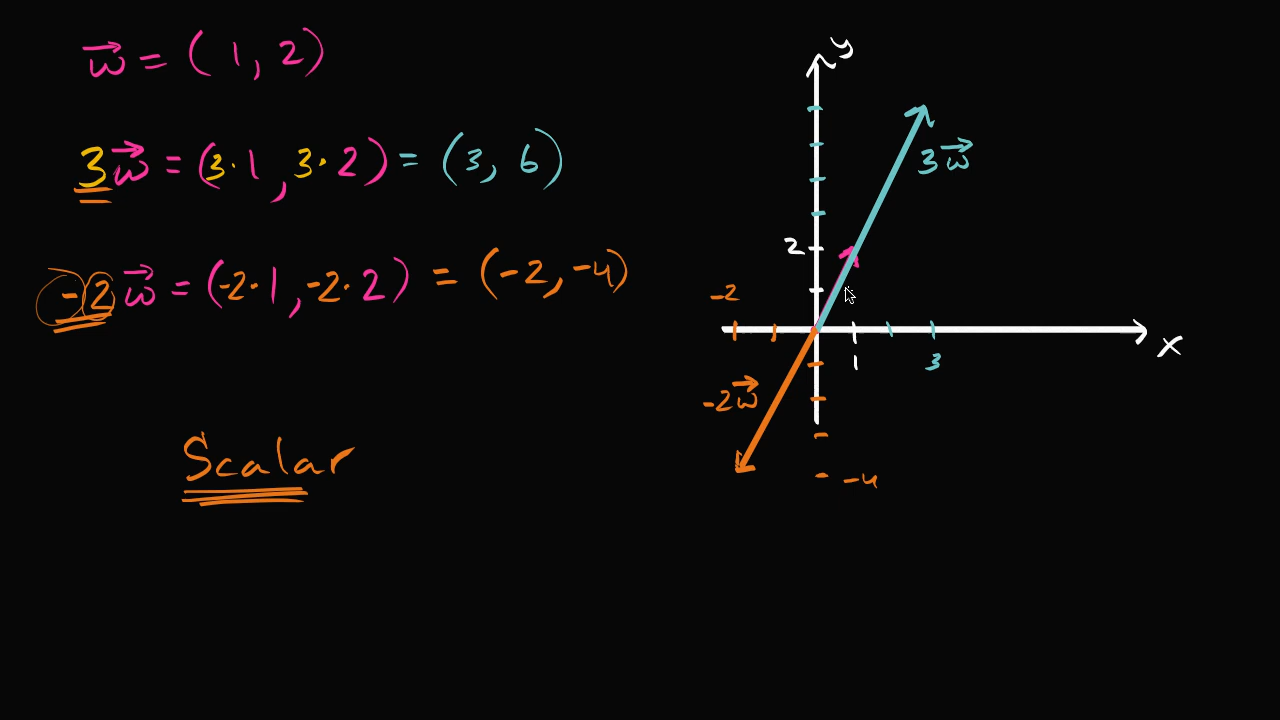 w⃗ = (1, 2)
3w⃗ = (3·1, 3·2) = (3, 6)
-2w⃗ = (-2·1, -2·2) = (-2, -4)
Scalar
y
3w⃗
2
-2
1
3
x
-2w⃗
-4